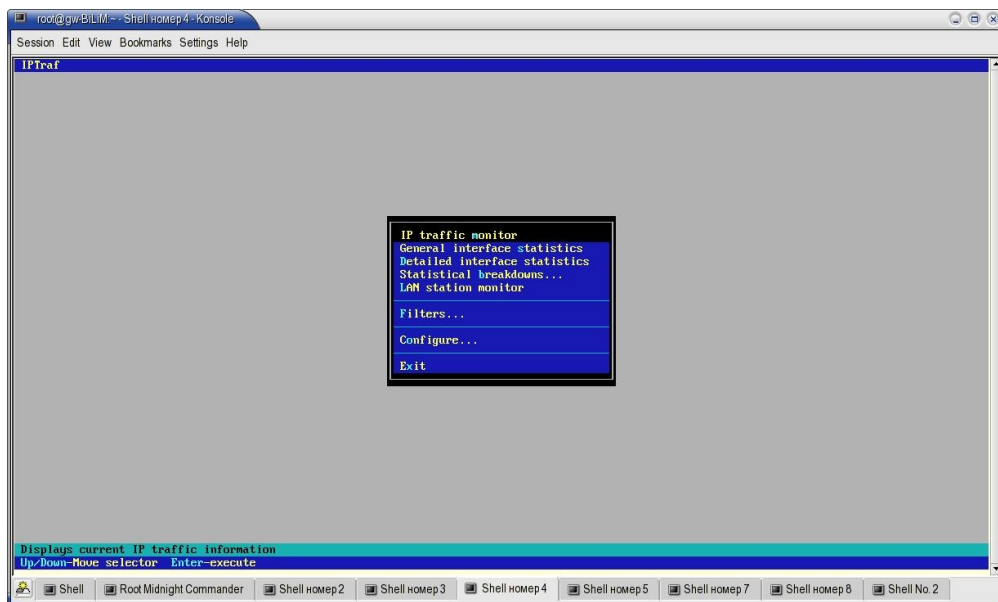 root@gw-BiLiM:~ - Shell номер 4 - Konsole
Session Edit View Bookmarks Settings Help
IPTraf
IP traffic monitor
General interface statistics
Detailed interface statistics
Statistical breakdowns...
LAN station monitor
Filters...
Configure...
Exit
Displays current IP traffic information
Up/Down-Move selector Enter-execute
Shell Root Midnight Commander Shell номер 2 Shell номер 3 Shell номер 4 Shell номер 5 Shell номер 7 Shell номер 8 Shell No. 2